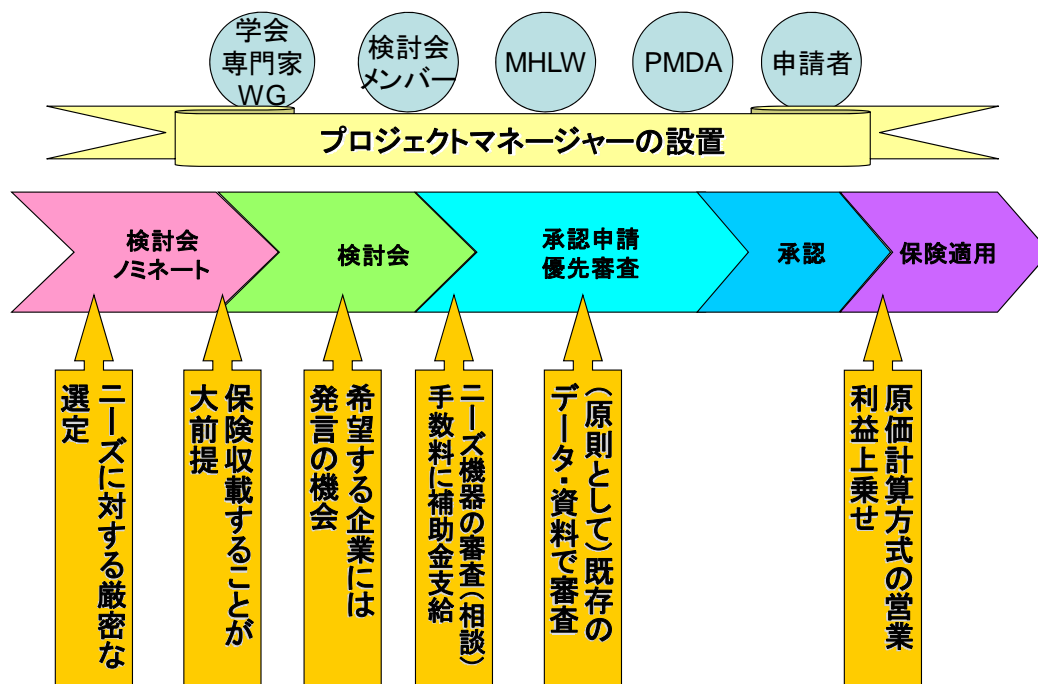 学会
専門家
WG
検討会
メンバー
MHLW
PMDA
申請者
プロジェクトマネージャーの設置
検討会
ノミネート
検討会
承認申請
優先審査
承認
保険適用
ニーズに対する厳密な
選定
保険収載することが
大前提
希望する企業には
発言の機会
ニーズ機器の審査(相談)
手数料に補助金支給
(原則として)既存の
データ・資料で審査
原価計算方式の営業
利益上乗せ